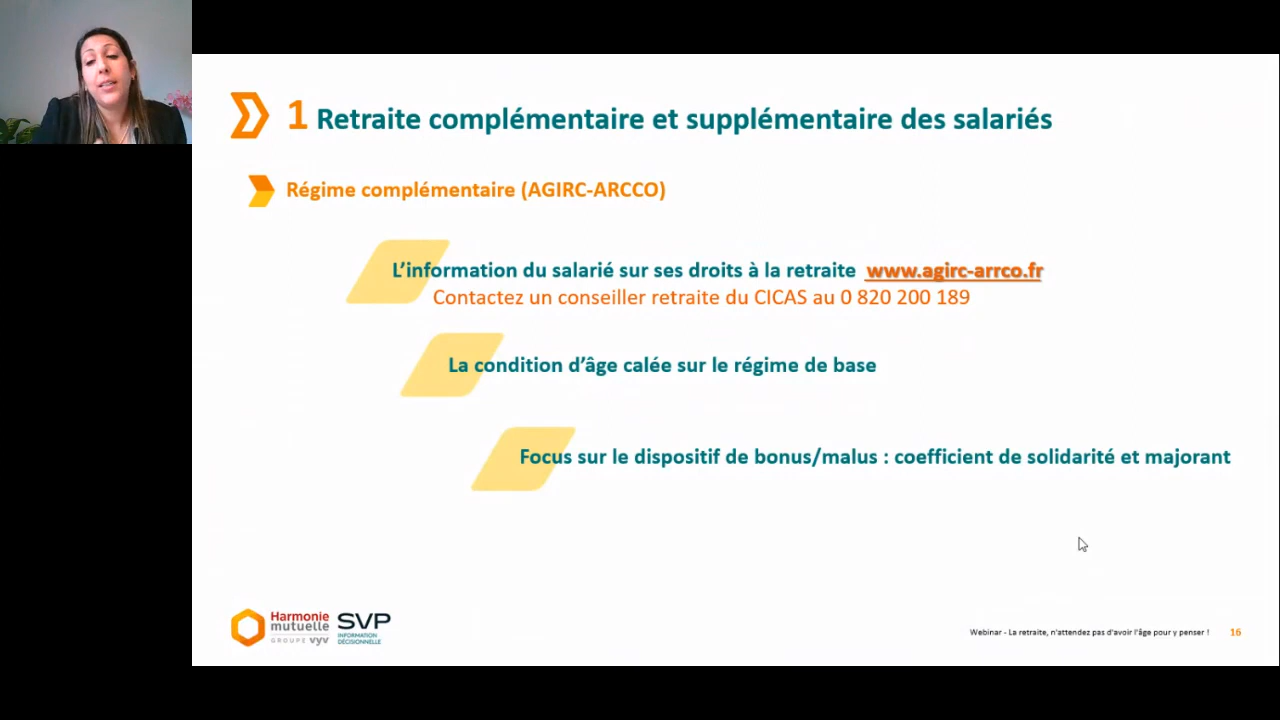 1 Retraite complémentaire et supplémentaire des salariés
Régime complémentaire (AGIRC-ARCCO)
L'information du salarié sur ses droits à la retraite www.agirc-arrco.fr
Contactez un conseiller retraite du CICAS au 0 820 200 189
La condition d'âge calée sur le régime de base
Focus sur le dispositif de bonus/malus : coefficient de solidarité et majorant
Harmonie
mutuelle
GROUPE vyv
SVP
INFORMATION
DÉCISIONNELLE
Webinar - La retraite, n'attendez pas d'avoir l'âge pour y penser !
16